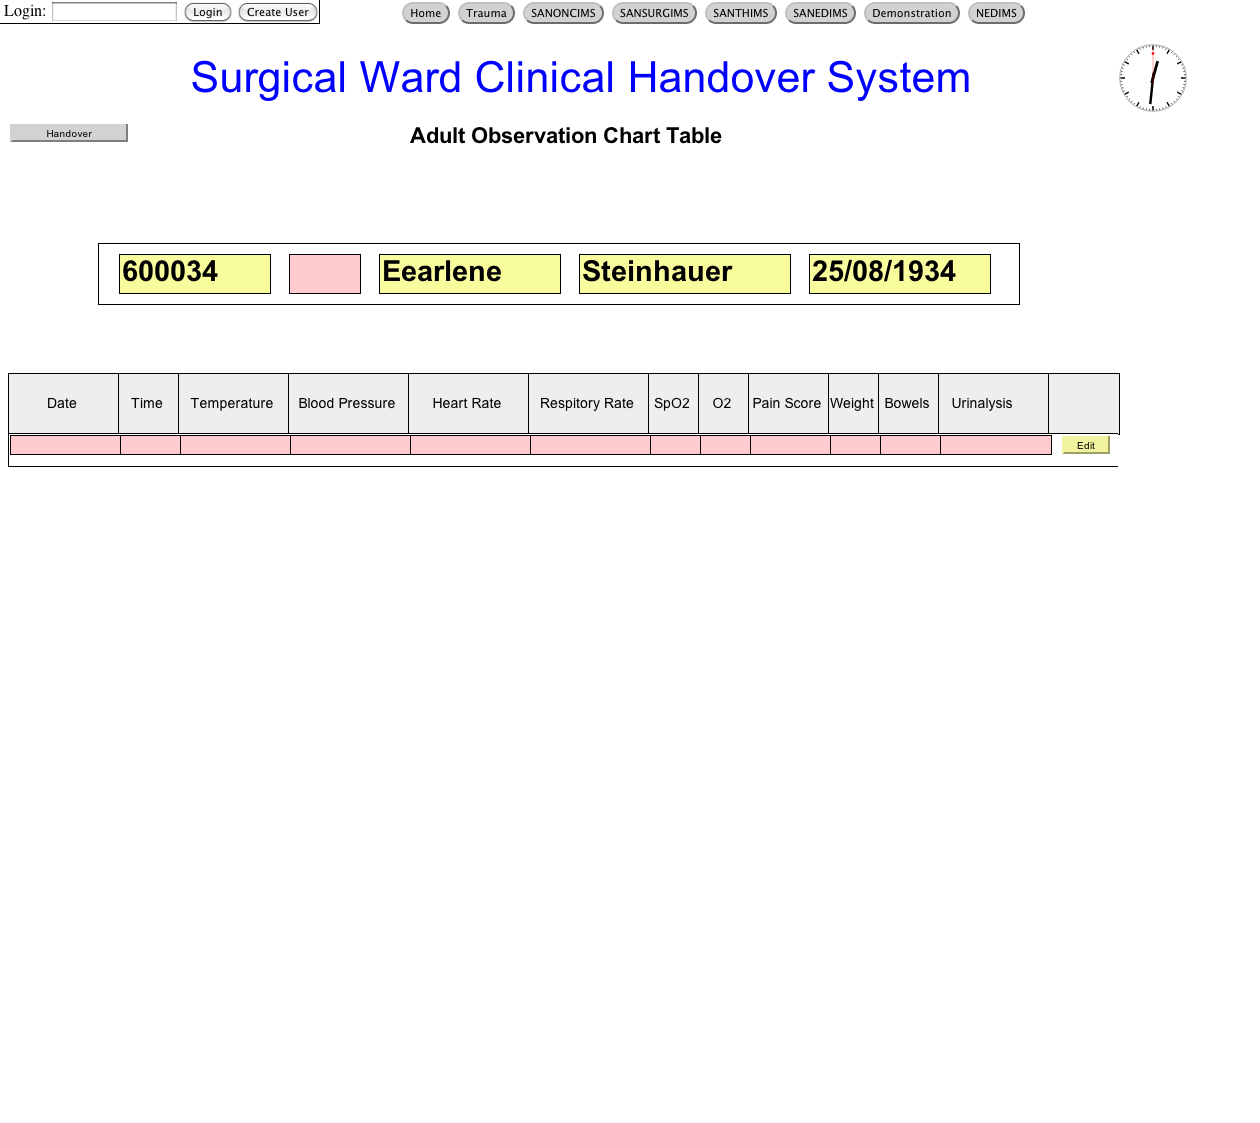 Login: Login Create User Home Trauma SANONCIMS SANSURGIMS SANTHIMS SANEDIMS Demonstration NEDIMS
Surgical Ward Clinical Handover System
Handover Adult Observation Chart Table
600034 Eearlene Steinhauer 25/08/1934
Date Time Temperature Blood Pressure Heart Rate Respitory Rate SpO2 O2 Pain Score Weight Bowels Urinalysis
Edit